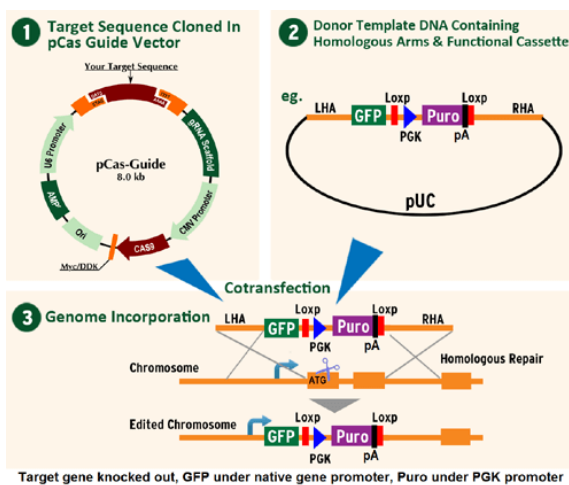 1 Target Sequence Cloned In
pCas Guide Vector
Your Target Sequence
U6 Promoter
gRNA Scaffold
pCas-Guide
8.0 kb
AMPr
CMV Promoter
Ori
CAS9
Myc/DDK
2 Donor Template DNA Containing
Homologous Arms & Functional Cassette
eg.
LHA Loxp Loxp RHA
GFP Puro
PGK pA
pUC
Cotransfection
3 Genome Incorporation
LHA Loxp Loxp RHA
GFP Puro
PGK pA
Homologous Repair
Chromosome
ATG
Edited Chromosome
Loxp Loxp
GFP Puro
PGK pA
Target gene knocked out, GFP under native gene promoter, Puro under PGK promoter